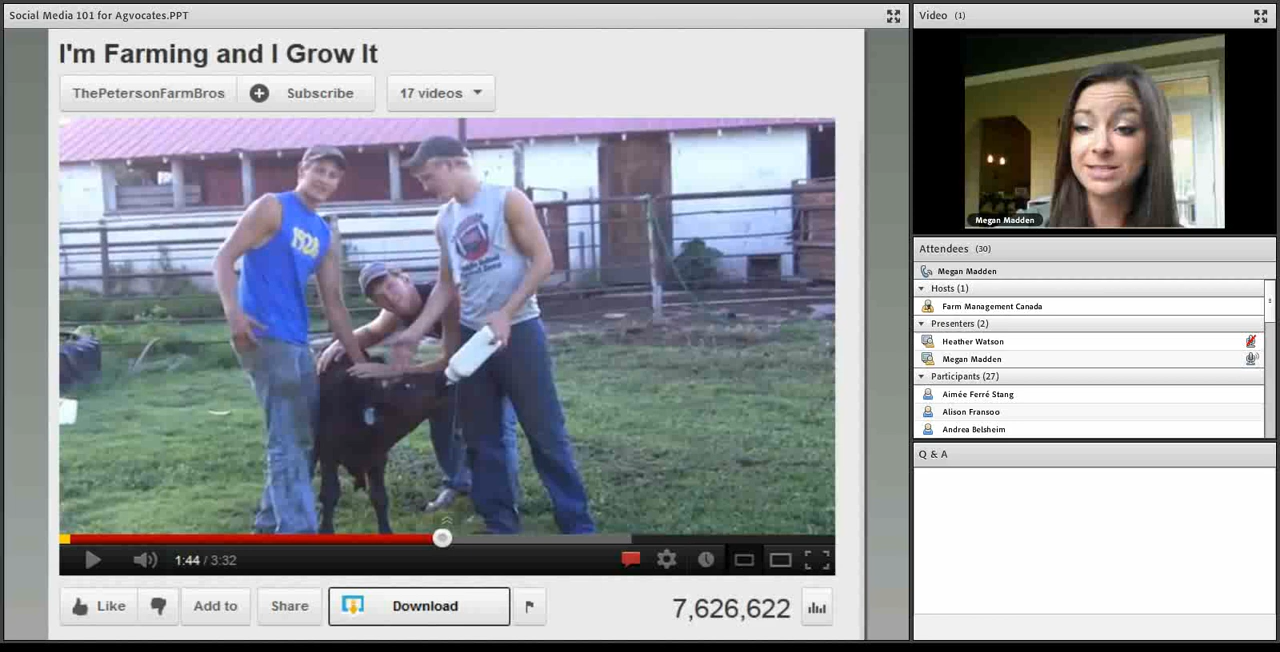 Social Media 101 for Agvocates.PPT
I'm Farming and I Grow It
ThePetersonFarmBros
Subscribe
17 videos
1920
1:44 / 3:32
Like
Add to
Share
Download
7,626,622
Video (1)
Megan Madden
Attendees (30)
Megan Madden
Hosts (1)
Farm Management Canada
Presenters (2)
Heather Watson
Megan Madden
Participants (27)
Aimée Ferré Stang
Alison Fransoo
Andrea Belsheim
Q & A